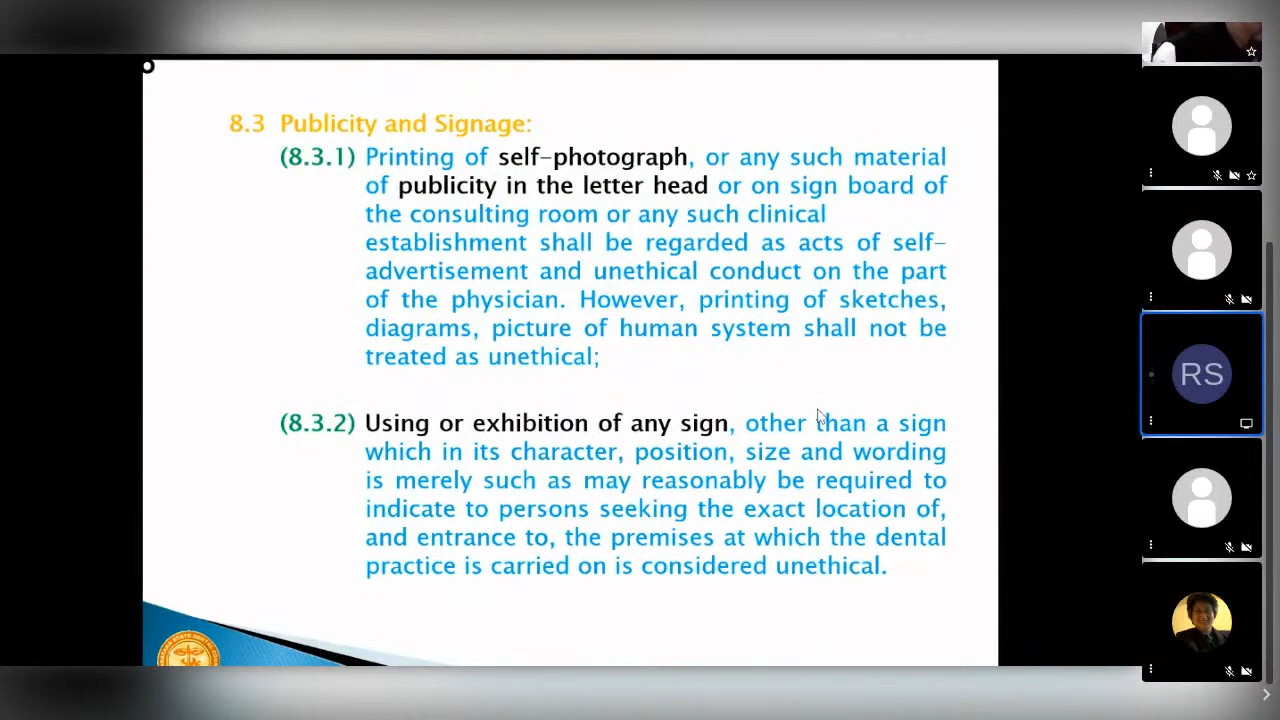 8.3 Publicity and Signage:
(8.3.1) Printing of self-photograph, or any such material
of publicity in the letter head or on sign board of
the consulting room or any such clinical
establishment shall be regarded as acts of self-
advertisement and unethical conduct on the part
of the physician. However, printing of sketches,
diagrams, picture of human system shall not be
treated as unethical;
(8.3.2) Using or exhibition of any sign, other than a sign
which in its character, position, size and wording
is merely such as may reasonably be required to
indicate to persons seeking the exact location of,
and entrance to, the premises at which the dental
practice is carried on is considered unethical.
RS